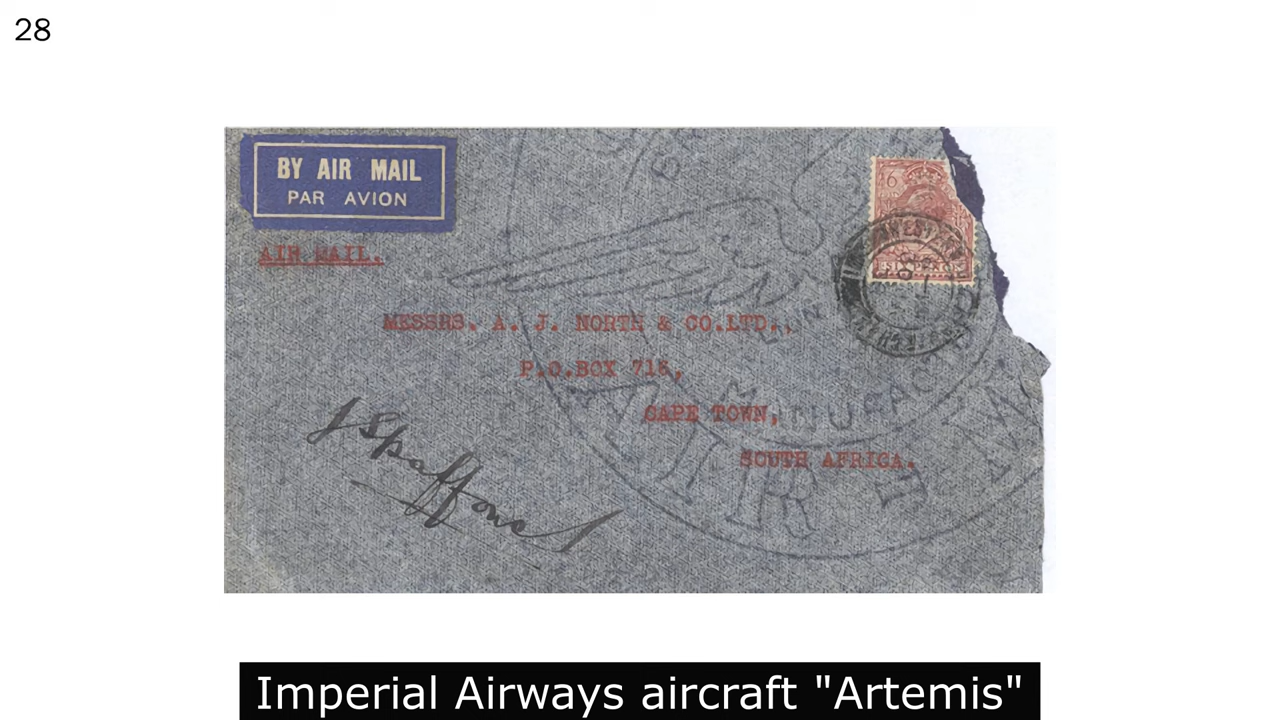 28
BY AIR MAIL
PAR AVION
AIR MAIL.
MESSRS. A. J. NORTH & CO.LTD.,
P.O.BOX 718,
CAPE TOWN,
SOUTH AFRICA.
AIR
Imperial Airways aircraft "Artemis"